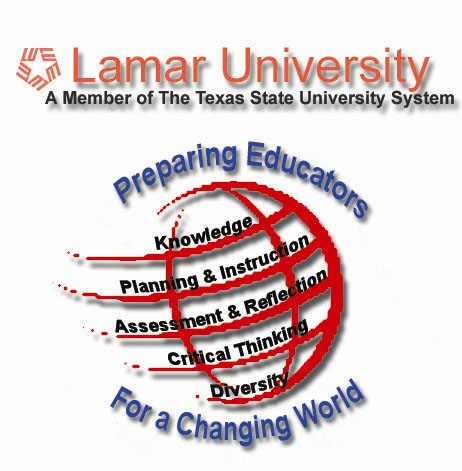 Lamar University
A Member of The Texas State University System
Preparing Educators
Knowledge
Planning & Instruction
Assessment & Reflection
Critical Thinking
Diversity
For a Changing World